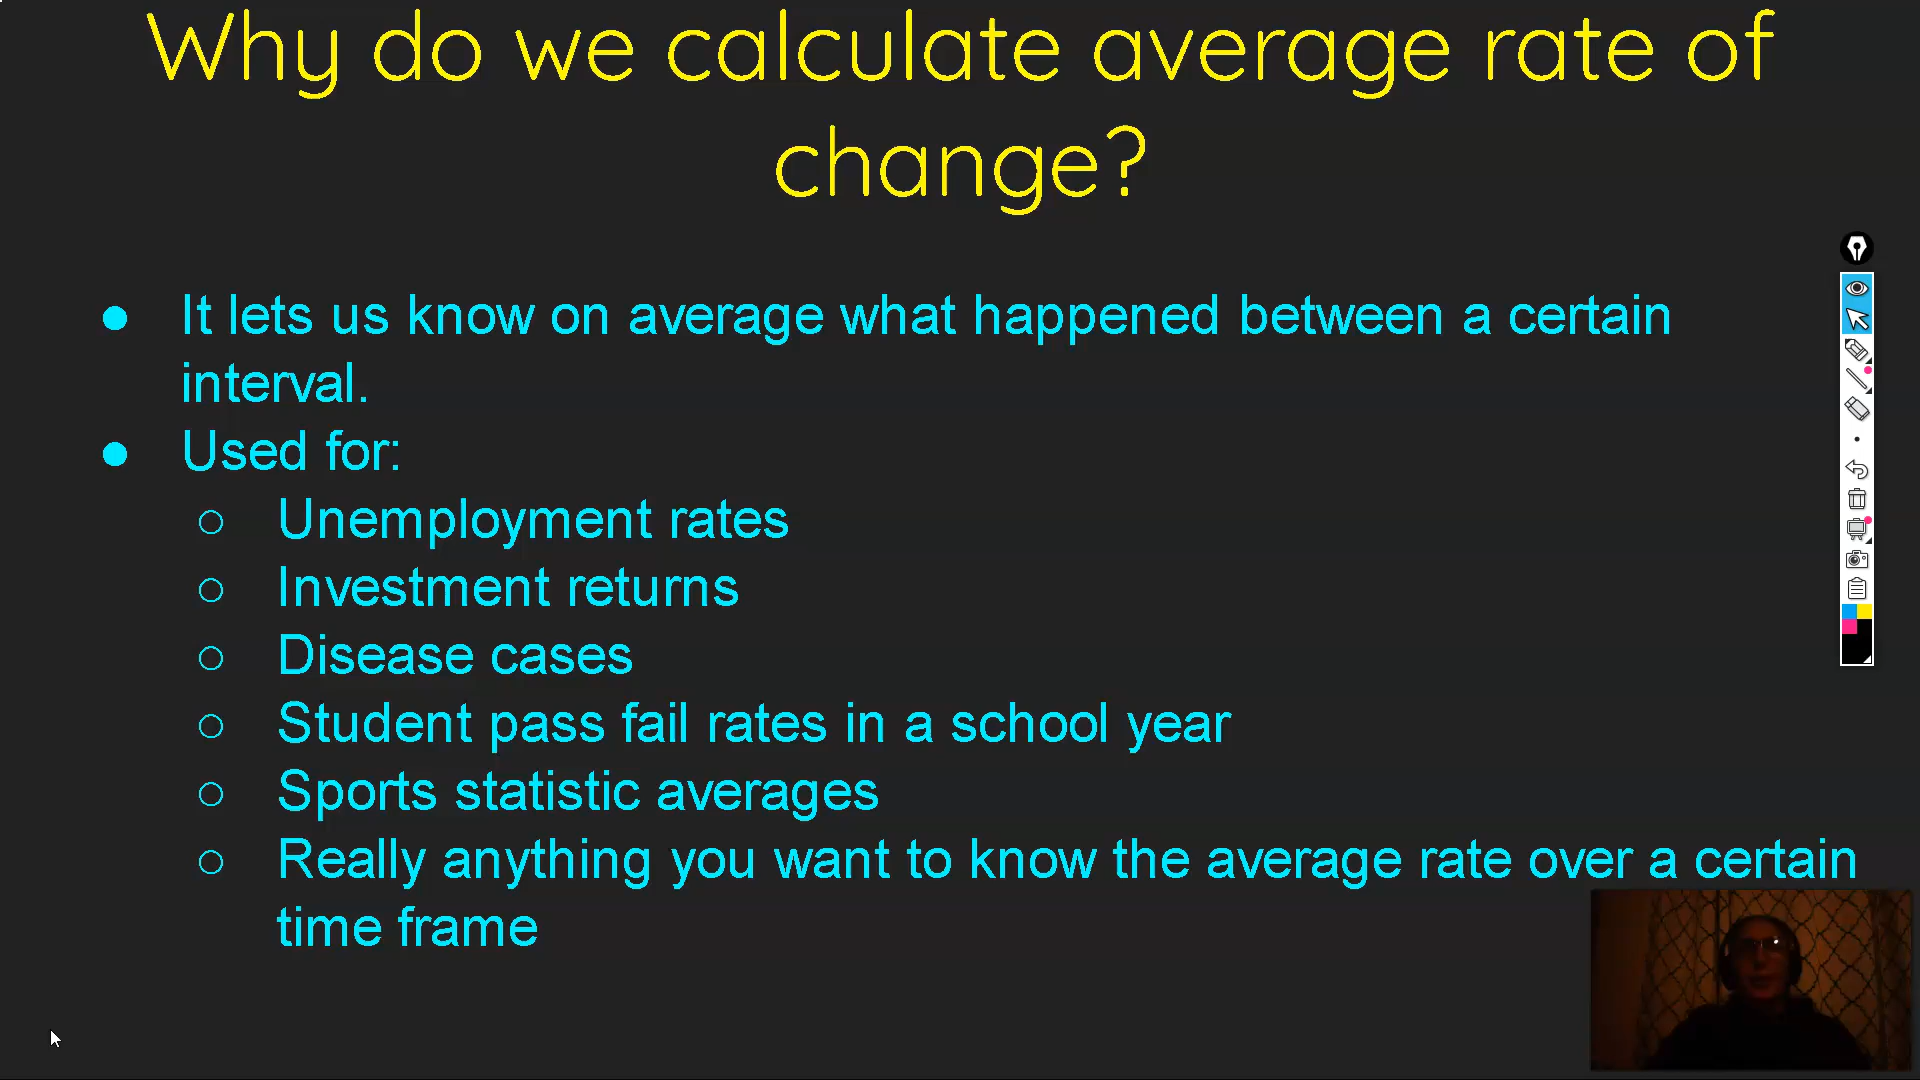 Why do we calculate average rate of
change?
● It lets us know on average what happened between a certain
interval.
● Used for:
○ Unemployment rates
○ Investment returns
○ Disease cases
○ Student pass fail rates in a school year
○ Sports statistic averages
○ Really anything you want to know the average rate over a certain
time frame